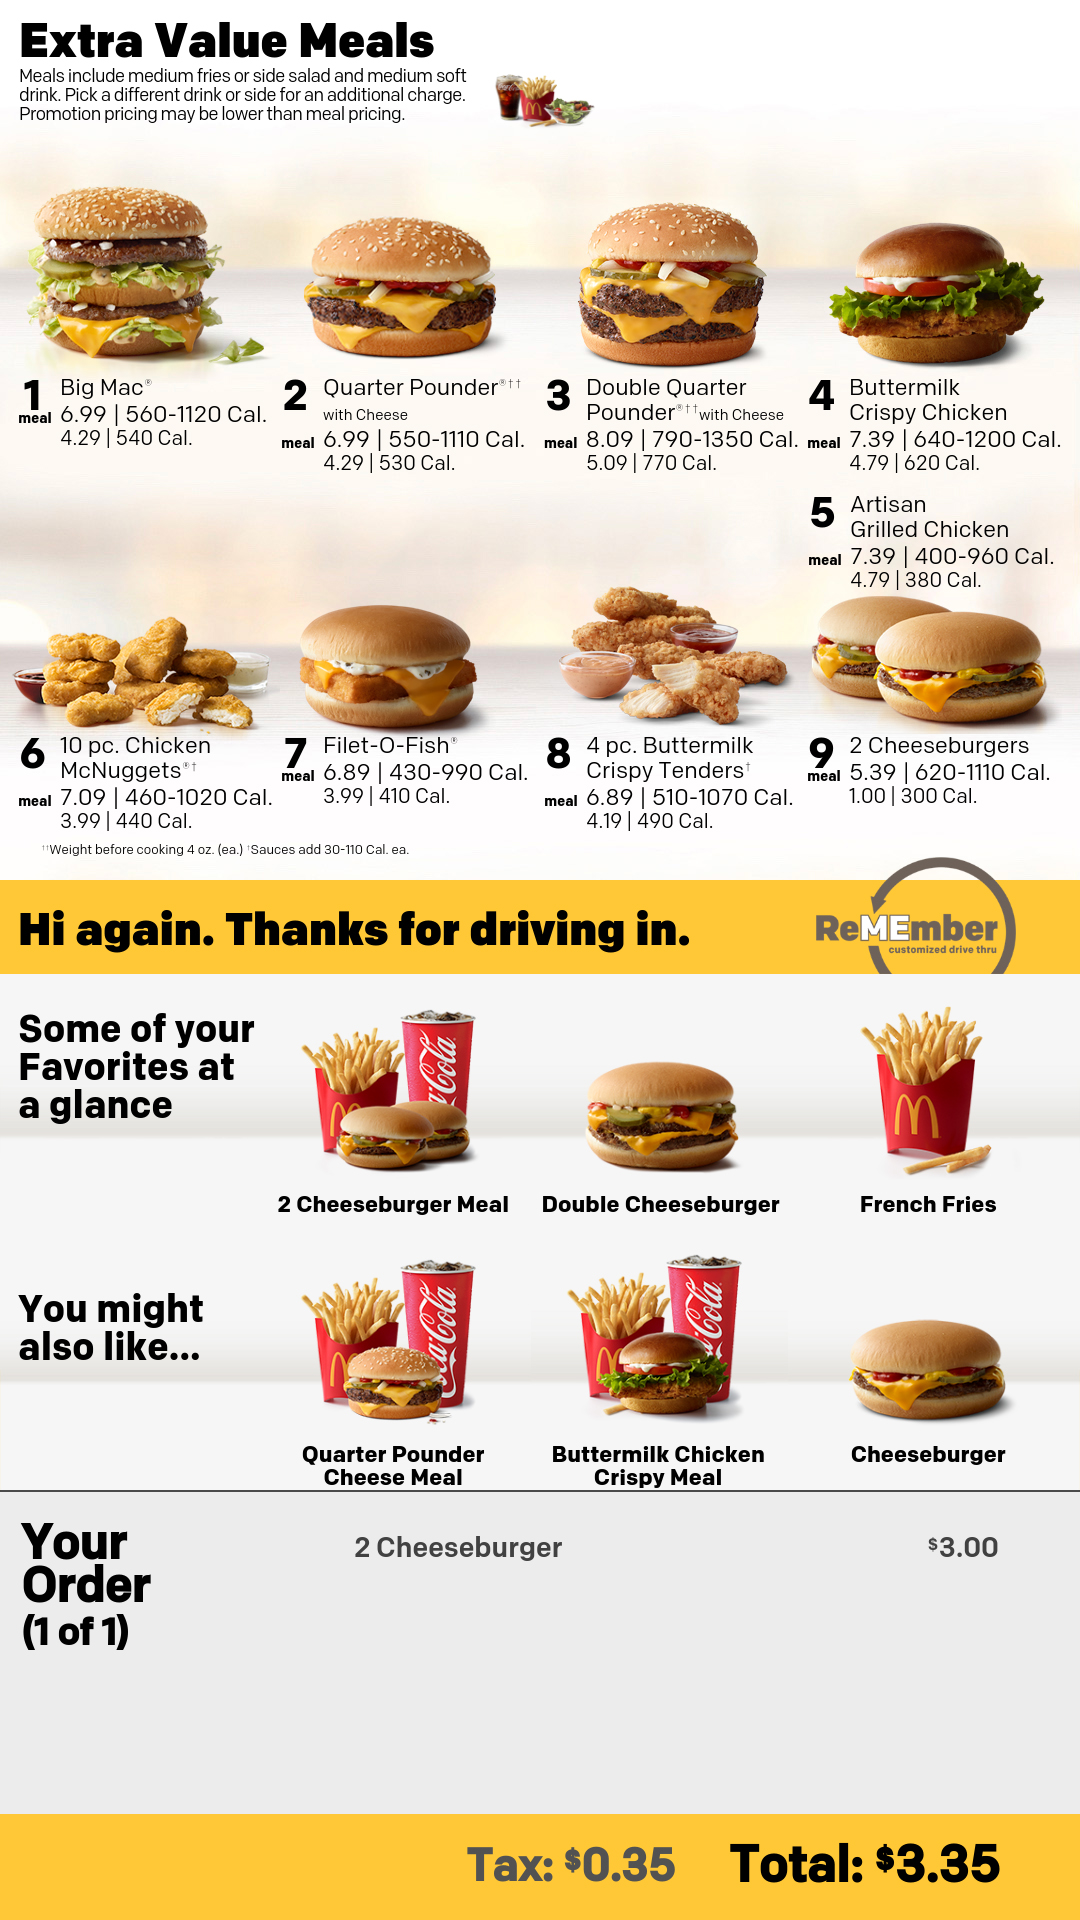 Extra Value Meals
Meals include medium fries or side salad and medium soft
drink. Pick a different drink or side for an additional charge.
Promotion pricing may be lower than meal pricing.
1 Big Mac®
meal 6.99 | 560-1120 Cal.
4.29 | 540 Cal.
2 Quarter Pounder®††
with Cheese
meal 6.99 | 550-1110 Cal.
4.29 | 530 Cal.
3 Double Quarter
Pounder®†† with Cheese
meal 8.09 | 790-1350 Cal.
5.09 | 770 Cal.
4 Buttermilk
Crispy Chicken
meal 7.39 | 640-1200 Cal.
4.79 | 620 Cal.
5 Artisan
Grilled Chicken
meal 7.39 | 400-960 Cal.
4.79 | 380 Cal.
6 10 pc. Chicken
McNuggets®†
meal 7.09 | 460-1020 Cal.
3.99 | 440 Cal.
7 Filet-O-Fish®
meal 6.89 | 430-990 Cal.
3.99 | 410 Cal.
8 4 pc. Buttermilk
Crispy Tenders†
meal 6.89 | 510-1070 Cal.
4.19 | 490 Cal.
9 2 Cheeseburgers
meal 5.39 | 620-1110 Cal.
1.00 | 300 Cal.
††Weight before cooking 4 oz. (ea.) †Sauces add 30-110 Cal. ea.
Hi again. Thanks for driving in.
ReMEmber
customized drive thru
Some of your
Favorites at
a glance
Coca-Cola
2 Cheeseburger Meal
Double Cheeseburger
French Fries
You might
also like...
Coca-Cola
Coca-Cola
Quarter Pounder
Cheese Meal
Buttermilk Chicken
Crispy Meal
Cheeseburger
Your
Order
(1 of 1)
2 Cheeseburger $3.00
Tax: $0.35 Total: $3.35